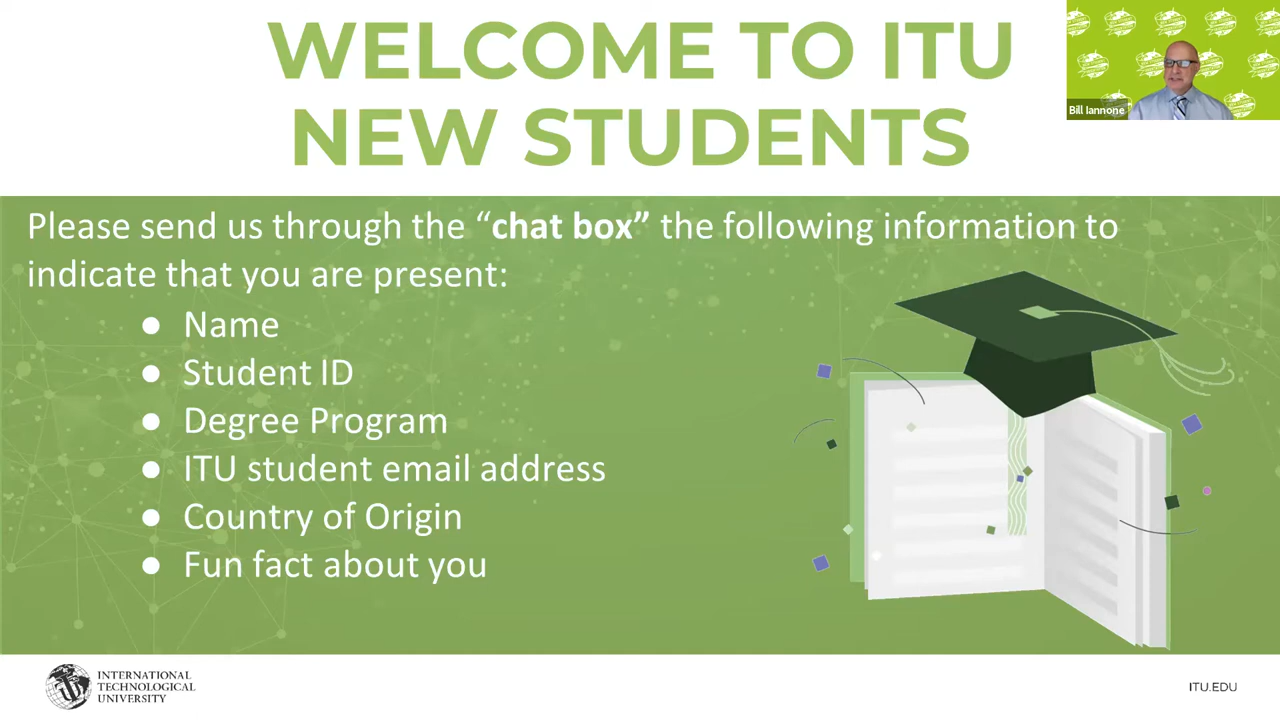 WELCOME TO ITU
NEW STUDENTS
Bill Iannone
Please send us through the “chat box” the following information to
indicate that you are present:
● Name
● Student ID
● Degree Program
● ITU student email address
● Country of Origin
● Fun fact about you
INTERNATIONAL
TECHNOLOGICAL
UNIVERSITY
ITU.EDU